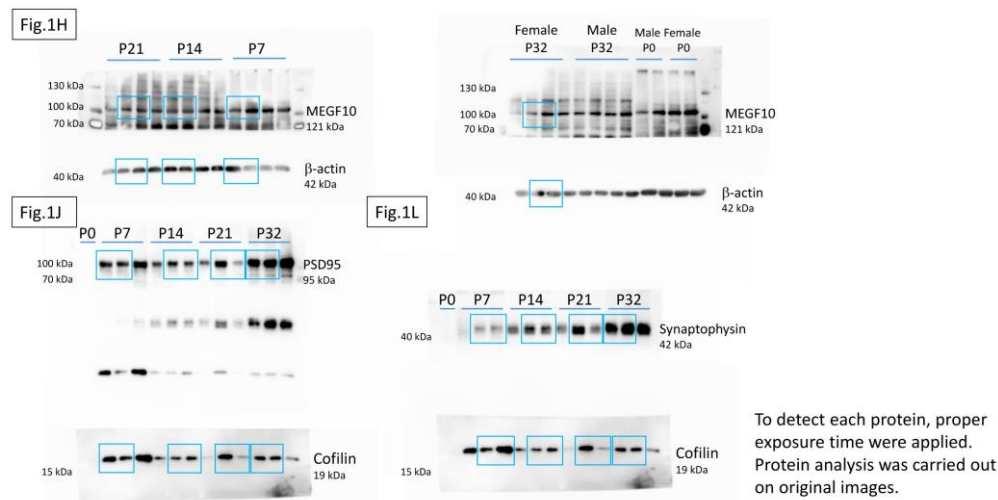 Fig.1H
P21 P14 P7
130 kDa
100 kDa
70 kDa
MEGF10
121 kDa
40 kDa
β-actin
42 kDa
Female Male Male Female
P32 P32 P0 P0
130 kDa
100 kDa
70 kDa
MEGF10
121 kDa
40 kDa
β-actin
42 kDa
Fig.1J
P0 P7 P14 P21 P32
100 kDa
70 kDa
PSD95
95 kDa
15 kDa
Cofilin
19 kDa
Fig.1L
P0 P7 P14 P21 P32
40 kDa
Synaptophysin
42 kDa
15 kDa
Cofilin
19 kDa
To detect each protein, proper
exposure time were applied.
Protein analysis was carried out
on original images.